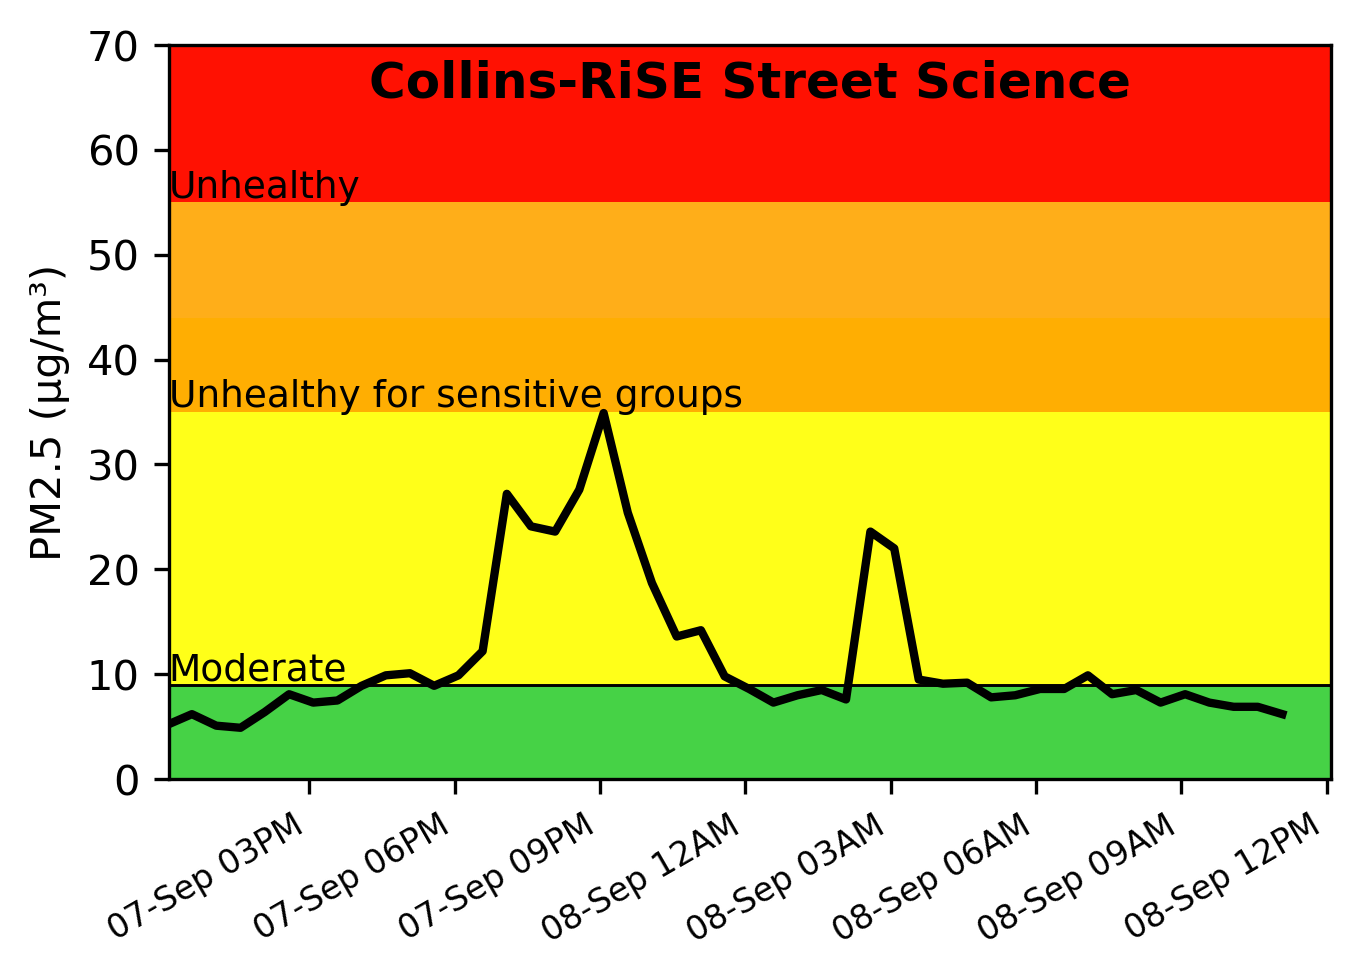 Collins-RiSE Street Science
70
60
Unhealthy
50
40
Unhealthy for sensitive groups
30
20
Moderate
10
0
PM2.5 (µg/m³)
07-Sep 03PM
07-Sep 06PM
07-Sep 09PM
08-Sep 12AM
08-Sep 03AM
08-Sep 06AM
08-Sep 09AM
08-Sep 12PM